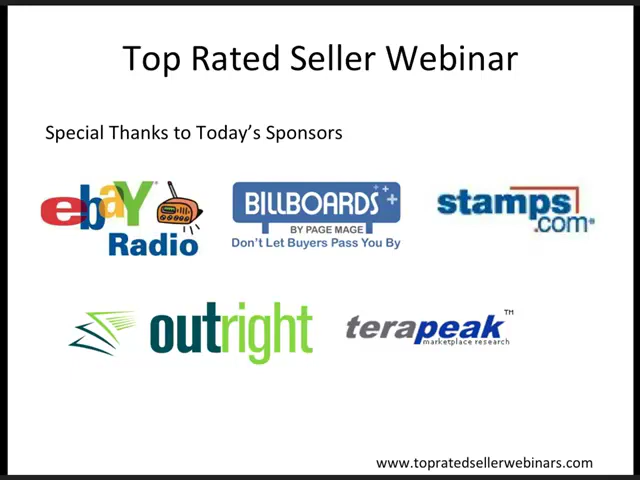 Top Rated Seller Webinar
Special Thanks to Today's Sponsors
ebaY Radio
BILLBOARDS
BY PAGE MAGE
Don't Let Buyers Pass You By
stamps
.com®
outright
terapeak™
marketplace research
www.topratedsellerwebinars.com